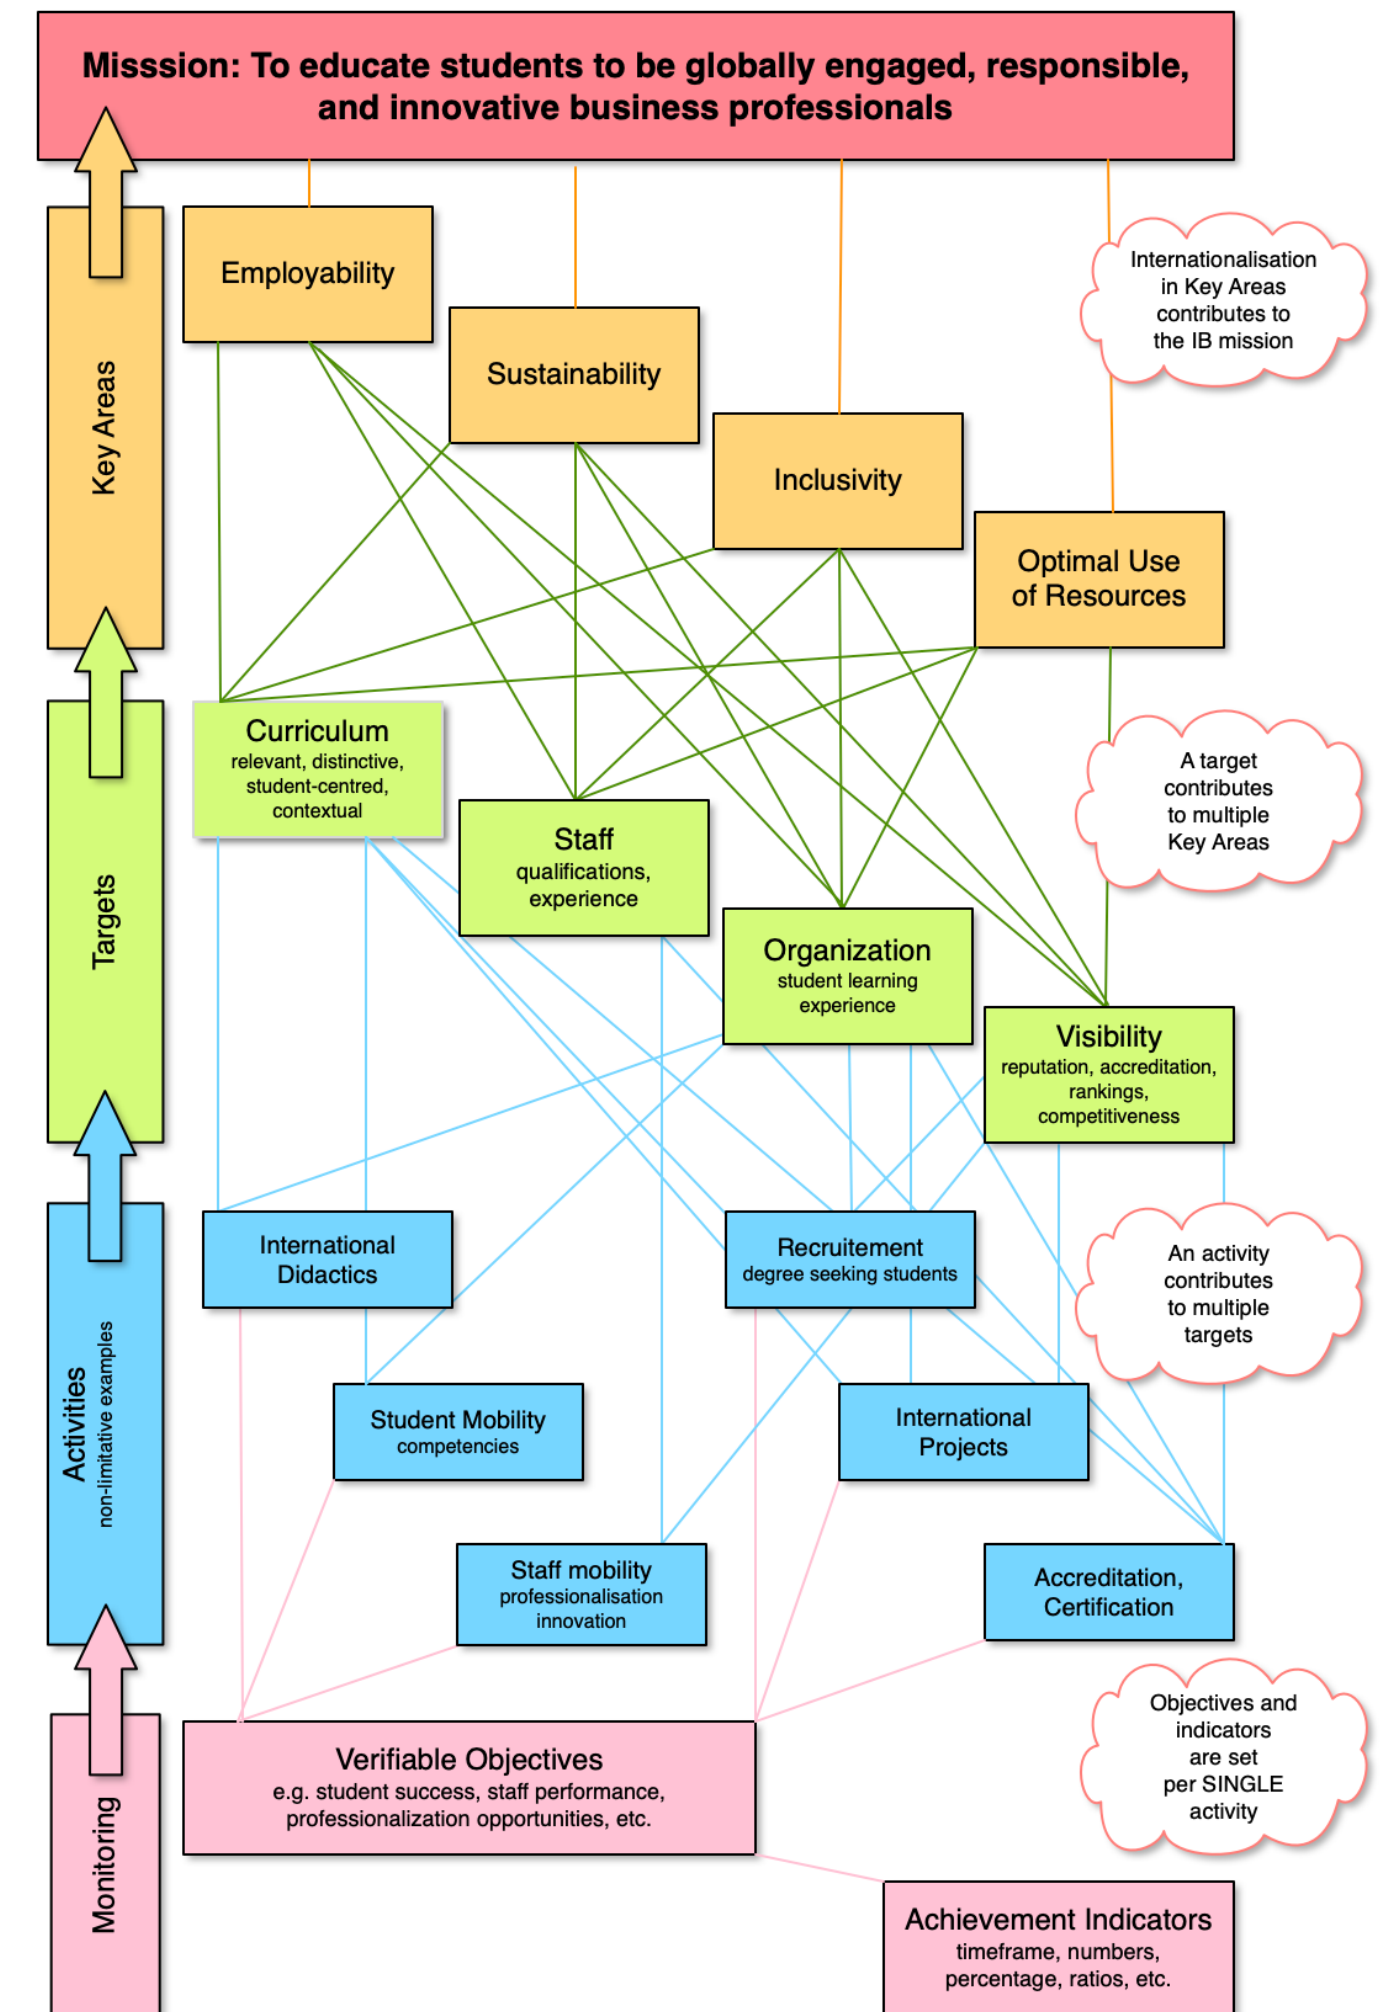 Misssion: To educate students to be globally engaged, responsible,
and innovative business professionals
Key Areas
Employability
Sustainability
Inclusivity
Optimal Use
of Resources
Internationalisation
in Key Areas
contributes to
the IB mission
Targets
Curriculum
relevant, distinctive,
student-centred,
contextual
Staff
qualifications,
experience
Organization
student learning
experience
Visibility
reputation, accreditation,
rankings,
competitiveness
A target
contributes
to multiple
Key Areas
Activities
non-limitative examples
International
Didactics
Recruitement
degree seeking students
Student Mobility
competencies
International
Projects
Staff mobility
professionalisation
innovation
Accreditation,
Certification
An activity
contributes
to multiple
targets
Monitoring
Verifiable Objectives
e.g. student success, staff performance,
professionalization opportunities, etc.
Objectives and
indicators
are set
per SINGLE
activity
Achievement Indicators
timeframe, numbers,
percentage, ratios, etc.